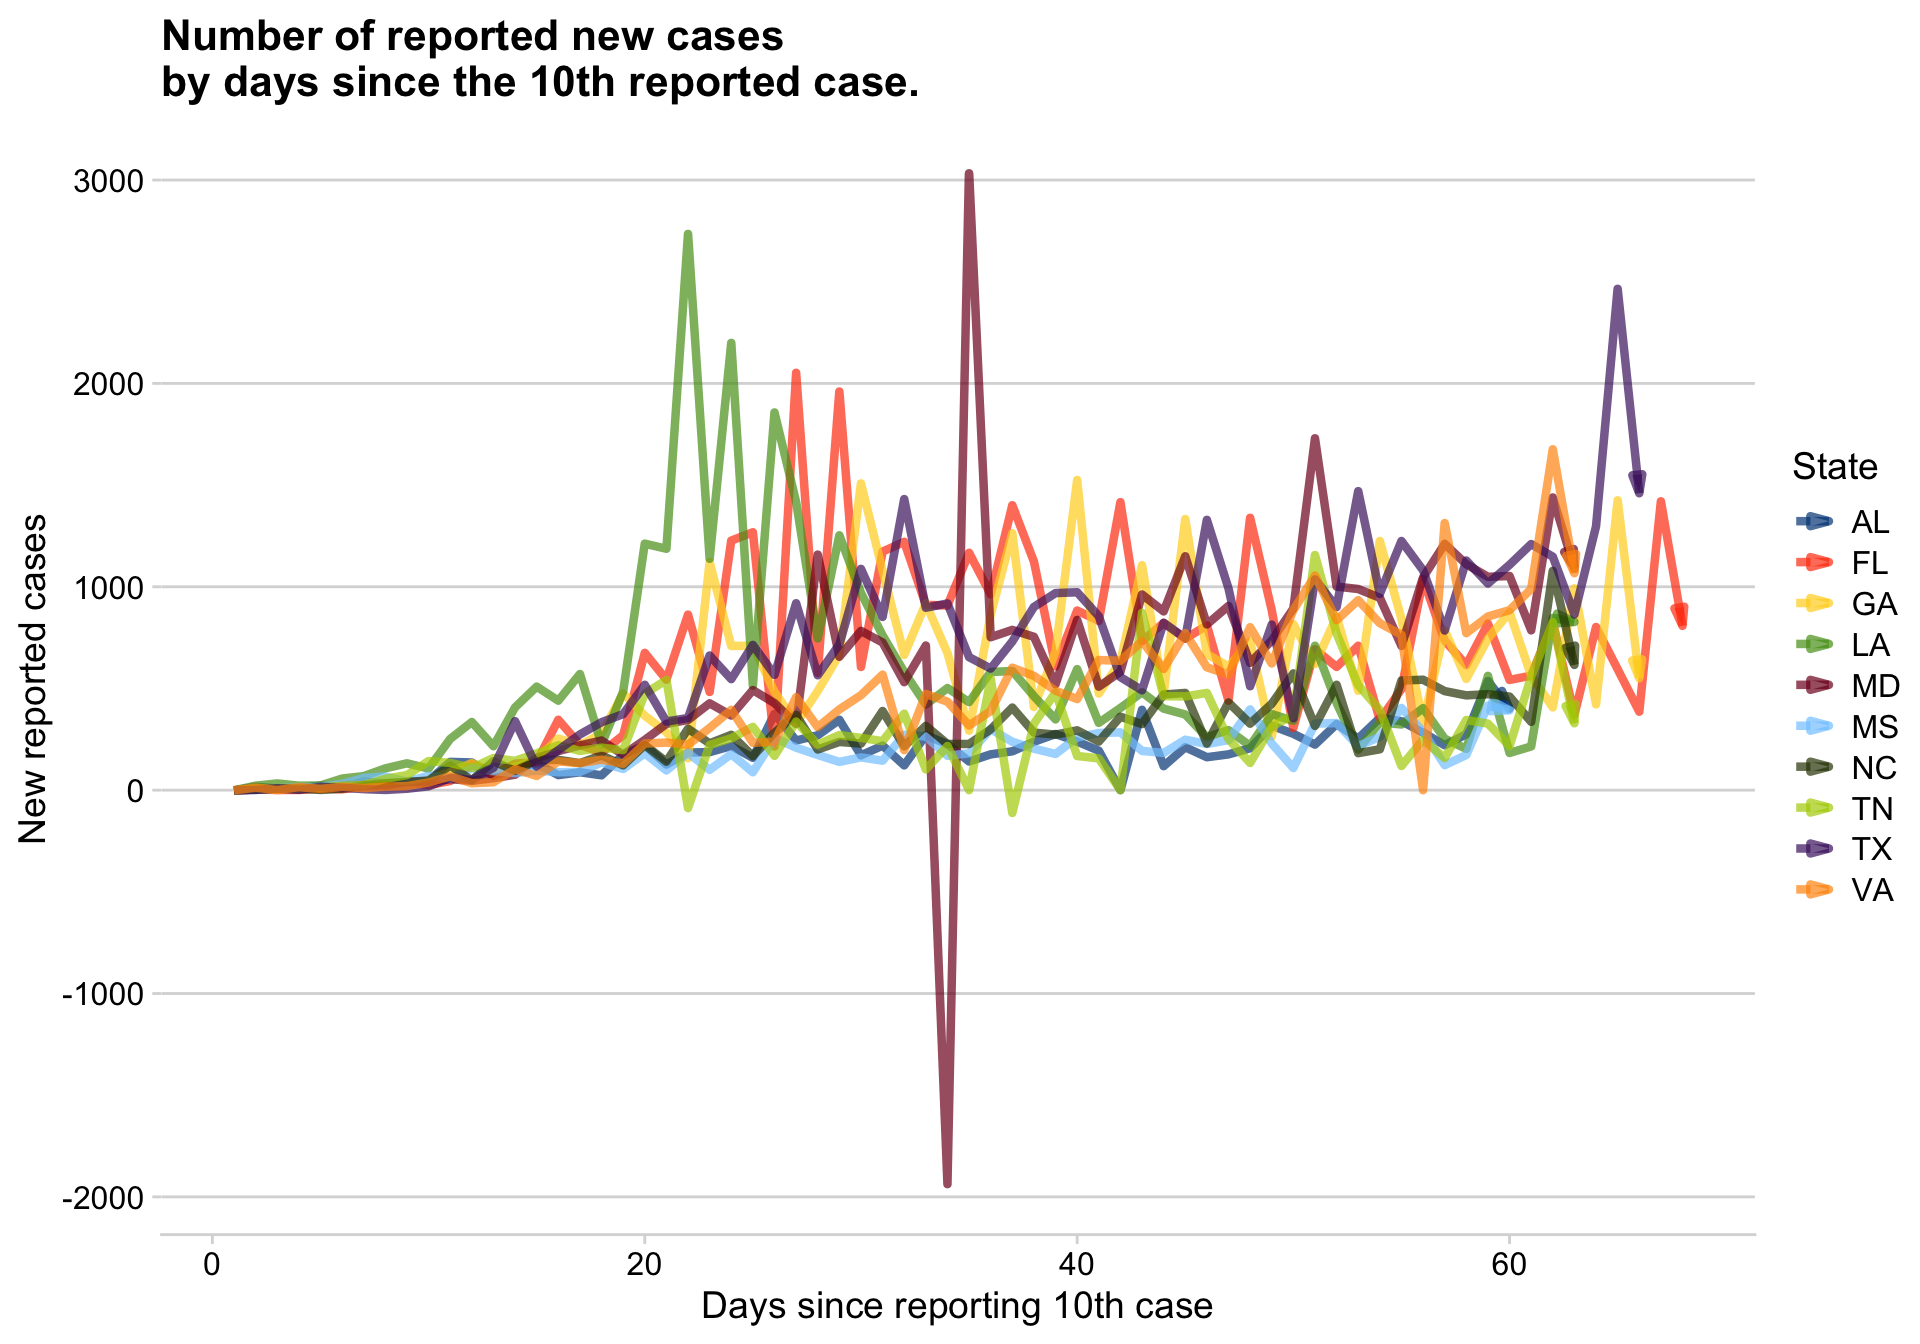 Number of reported new cases
by days since the 10th reported case.
New reported cases
3000
2000
1000
0
-1000
-2000
0
20
40
60
Days since reporting 10th case
State
AL
FL
GA
LA
MD
MS
NC
TN
TX
VA